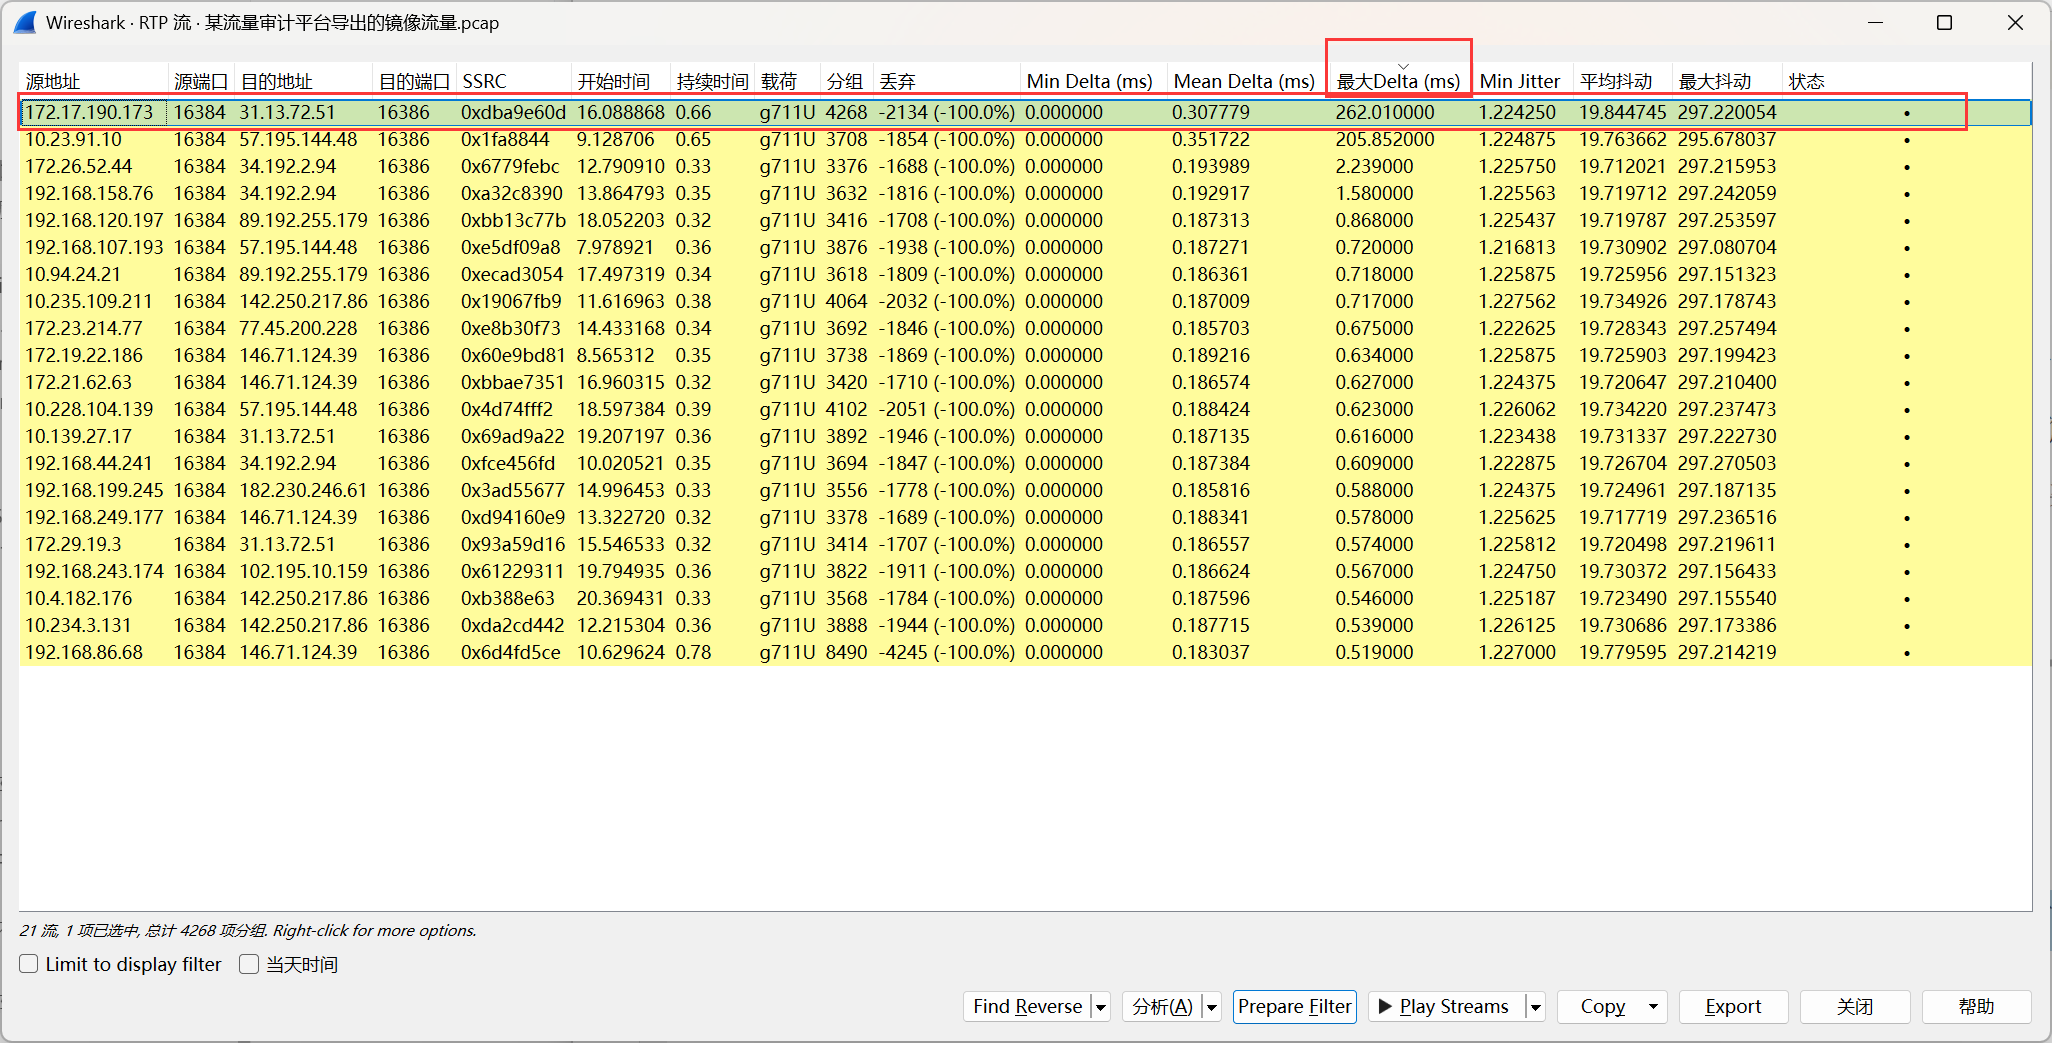 Wireshark · RTP 流 · 某流量审计平台导出的镜像流量.pcap
源地址 源端口 目的地址 目的端口 SSRC 开始时间 持续时间 载荷 分组 丢弃 Min Delta (ms) Mean Delta (ms) 最大Delta (ms) Min Jitter 平均抖动 最大抖动 状态
172.17.190.173 16384 31.13.72.51 16386 0xdba9e60d 16.088868 0.66 g711U 4268 -2134 (-100.0%) 0.000000 0.307779 262.010000 1.224250 19.844745 297.220054 •
10.23.91.10 16384 57.195.144.48 16386 0x1fa8844 9.128706 0.65 g711U 3708 -1854 (-100.0%) 0.000000 0.351722 205.852000 1.224875 19.763662 295.678037 •
172.26.52.44 16384 34.192.2.94 16386 0x6779febc 12.790910 0.33 g711U 3376 -1688 (-100.0%) 0.000000 0.193989 2.239000 1.225750 19.712021 297.215953 •
192.168.158.76 16384 34.192.2.94 16386 0xa32c8390 13.864793 0.35 g711U 3632 -1816 (-100.0%) 0.000000 0.192917 1.580000 1.225563 19.719712 297.242059 •
192.168.120.197 16384 89.192.255.179 16386 0xbb13c77b 18.052203 0.32 g711U 3416 -1708 (-100.0%) 0.000000 0.187313 0.868000 1.225437 19.719787 297.253597 •
192.168.107.193 16384 57.195.144.48 16386 0xe5df09a8 7.978921 0.36 g711U 3876 -1938 (-100.0%) 0.000000 0.187271 0.720000 1.216813 19.730902 297.080704 •
10.94.24.21 16384 89.192.255.179 16386 0xecad3054 17.497319 0.34 g711U 3618 -1809 (-100.0%) 0.000000 0.186361 0.718000 1.225875 19.725956 297.151323 •
10.235.109.211 16384 142.250.217.86 16386 0x19067fb9 11.616963 0.38 g711U 4064 -2032 (-100.0%) 0.000000 0.187009 0.717000 1.227562 19.734926 297.178743 •
172.23.214.77 16384 77.45.200.228 16386 0xe8b30f73 14.433168 0.34 g711U 3692 -1846 (-100.0%) 0.000000 0.185703 0.675000 1.222625 19.728343 297.257494 •
172.19.22.186 16384 146.71.124.39 16386 0x60e9bd81 8.565312 0.35 g711U 3738 -1869 (-100.0%) 0.000000 0.189216 0.634000 1.225875 19.725903 297.199423 •
172.21.62.63 16384 146.71.124.39 16386 0xbbae7351 16.960315 0.32 g711U 3420 -1710 (-100.0%) 0.000000 0.186574 0.627000 1.224375 19.720647 297.210400 •
10.228.104.139 16384 57.195.144.48 16386 0x4d74fff2 18.597384 0.39 g711U 4102 -2051 (-100.0%) 0.000000 0.188424 0.623000 1.226062 19.734220 297.237473 •
10.139.27.17 16384 31.13.72.51 16386 0x69ad9a22 19.207197 0.36 g711U 3892 -1946 (-100.0%) 0.000000 0.187135 0.616000 1.223438 19.731337 297.222730 •
192.168.44.241 16384 34.192.2.94 16386 0xfce456fd 10.020521 0.35 g711U 3694 -1847 (-100.0%) 0.000000 0.187384 0.609000 1.222875 19.726704 297.270503 •
192.168.199.245 16384 182.230.246.61 16386 0x3ad55677 14.996453 0.33 g711U 3556 -1778 (-100.0%) 0.000000 0.185816 0.588000 1.224375 19.724961 297.187135 •
192.168.249.177 16384 146.71.124.39 16386 0xd94160e9 13.322720 0.32 g711U 3378 -1689 (-100.0%) 0.000000 0.188341 0.578000 1.225625 19.717719 297.236516 •
172.29.19.3 16384 31.13.72.51 16386 0x93a59d16 15.546533 0.32 g711U 3414 -1707 (-100.0%) 0.000000 0.186557 0.574000 1.225812 19.720498 297.219611 •
192.168.243.174 16384 102.195.10.159 16386 0x61229311 19.794935 0.36 g711U 3822 -1911 (-100.0%) 0.000000 0.186624 0.567000 1.224750 19.730372 297.156433 •
10.4.182.176 16384 142.250.217.86 16386 0xb388e63 20.369431 0.33 g711U 3568 -1784 (-100.0%) 0.000000 0.187596 0.546000 1.225187 19.723490 297.155540 •
10.234.3.131 16384 142.250.217.86 16386 0xda2cd442 12.215304 0.36 g711U 3888 -1944 (-100.0%) 0.000000 0.187715 0.539000 1.226125 19.730686 297.173386 •
192.168.86.68 16384 146.71.124.39 16386 0x6d4fd5ce 10.629624 0.78 g711U 8490 -4245 (-100.0%) 0.000000 0.183037 0.519000 1.227000 19.779595 297.214219 •
21 流, 1 项已选中, 总计 4268 项分组. Right-click for more options.
Limit to display filter 当天时间
Find Reverse 分析(A) Prepare Filter Play Streams Copy Export 关闭 帮助